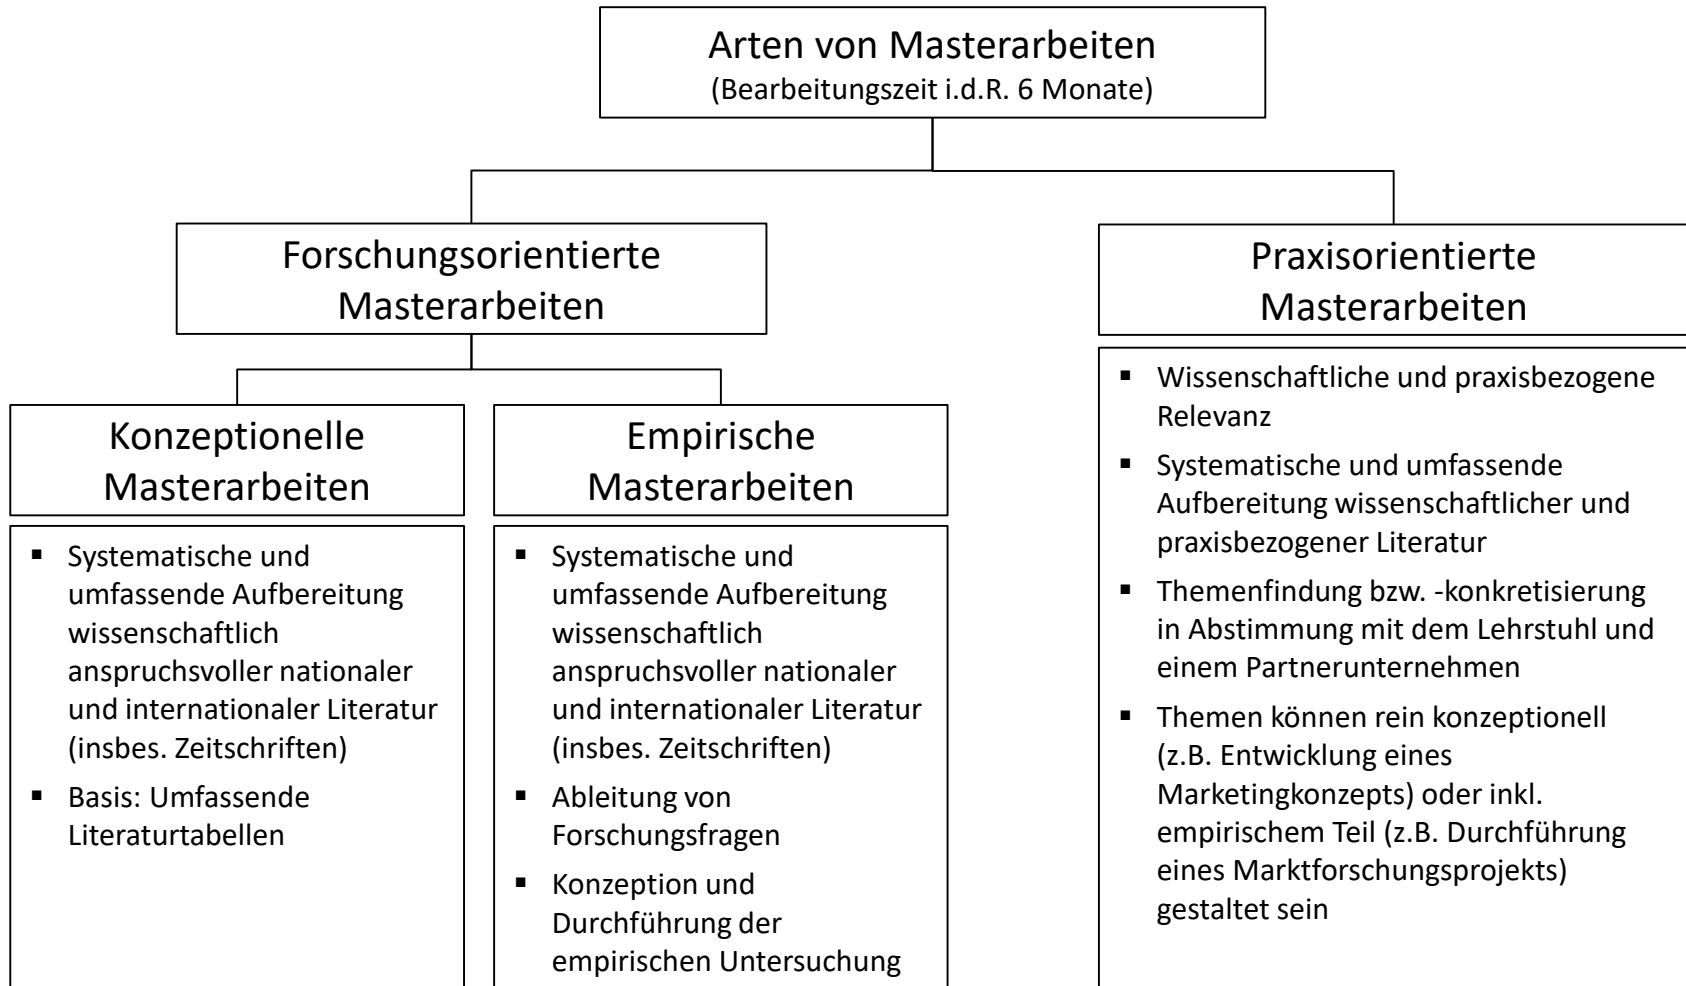 Arten von Masterarbeiten
(Bearbeitungszeit i.d.R. 6 Monate)
Forschungsorientierte
Masterarbeiten
Konzeptionelle
Masterarbeiten
▪ Systematische und
umfassende Aufbereitung
wissenschaftlich
anspruchsvoller nationaler
und internationaler Literatur
(insbes. Zeitschriften)
▪ Basis: Umfassende
Literaturtabellen
Empirische
Masterarbeiten
▪ Systematische und
umfassende Aufbereitung
wissenschaftlich
anspruchsvoller nationaler
und internationaler Literatur
(insbes. Zeitschriften)
▪ Ableitung von
Forschungsfragen
▪ Konzeption und
Durchführung der
empirischen Untersuchung
Praxisorientierte
Masterarbeiten
▪ Wissenschaftliche und praxisbezogene
Relevanz
▪ Systematische und umfassende
Aufbereitung wissenschaftlicher und
praxisbezogener Literatur
▪ Themenfindung bzw. -konkretisierung
in Abstimmung mit dem Lehrstuhl und
einem Partnerunternehmen
▪ Themen können rein konzeptionell
(z.B. Entwicklung eines
Marketingkonzepts) oder inkl.
empirischem Teil (z.B. Durchführung
eines Marktforschungsprojekts)
gestaltet sein